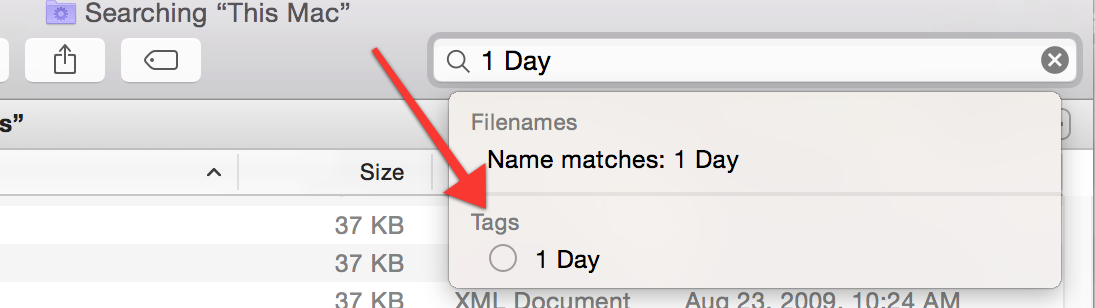 Searching “This Mac”
1 Day
s”
Filenames
Name matches: 1 Day
Size
Tags
37 KB
1 Day
37 KB
37 KB XML Document Aug 23, 2009, 10:24 AM